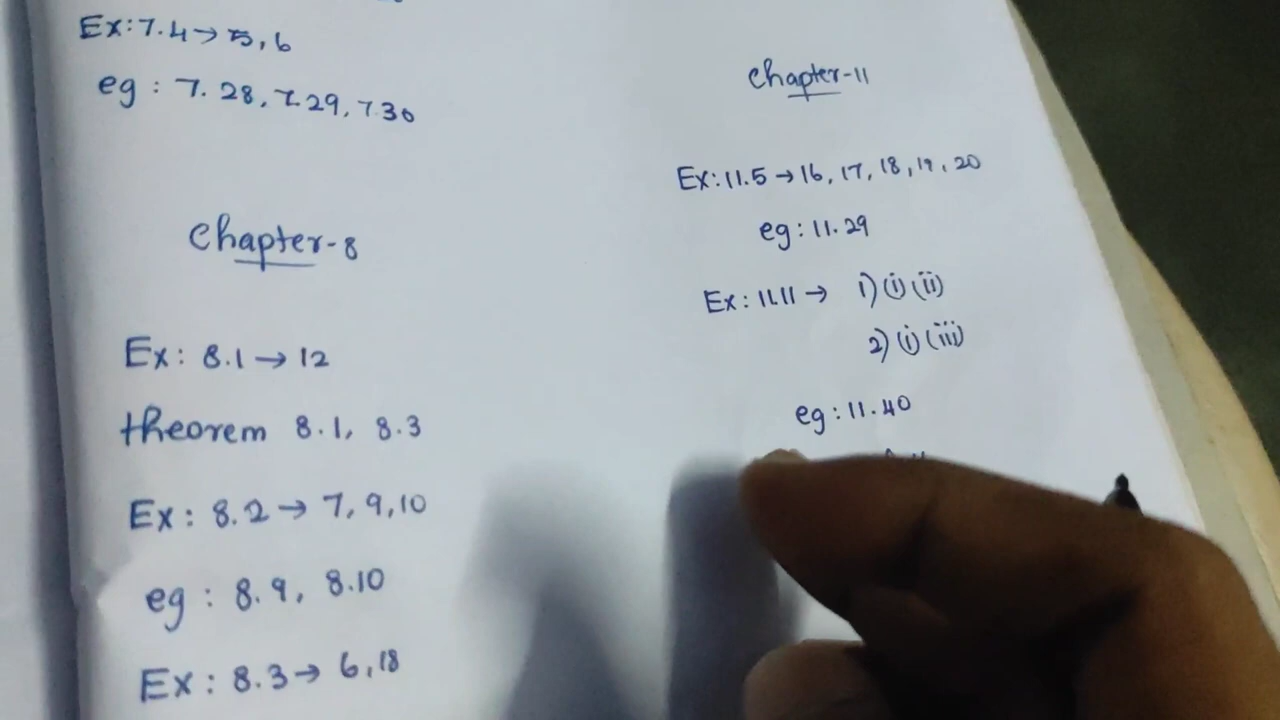 Ex: 7.4 → 5, 6
eg : 7. 28, 7.29, 7.30
Chapter-8
Ex: 8.1 → 12
theorem 8.1, 8.3
Ex: 8.2 → 7, 9, 10
eg : 8.9, 8.10
Ex: 8.3 → 6, 18
Chapter-11
Ex: 11.5 → 16, 17, 18, 19, 20
eg: 11.29
Ex: 11.11 → 1) (i) (ii)
2) (i) (iii)
eg: 11.40